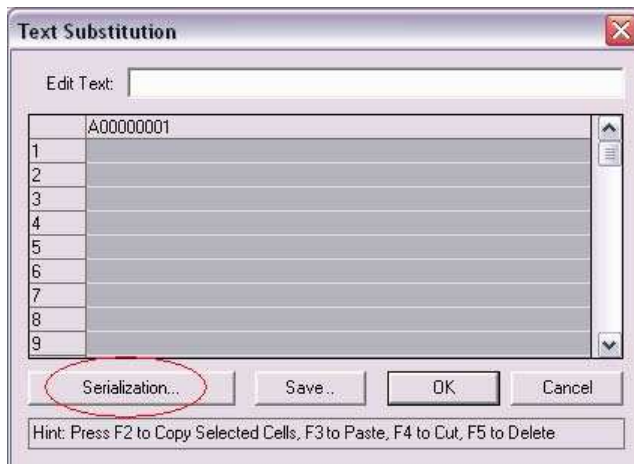 Text Substitution
Edit Text:
A00000001
1
2
3
4
5
6
7
8
9
Serialization... Save .. OK Cancel
Hint: Press F2 to Copy Selected Cells, F3 to Paste, F4 to Cut, F5 to Delete